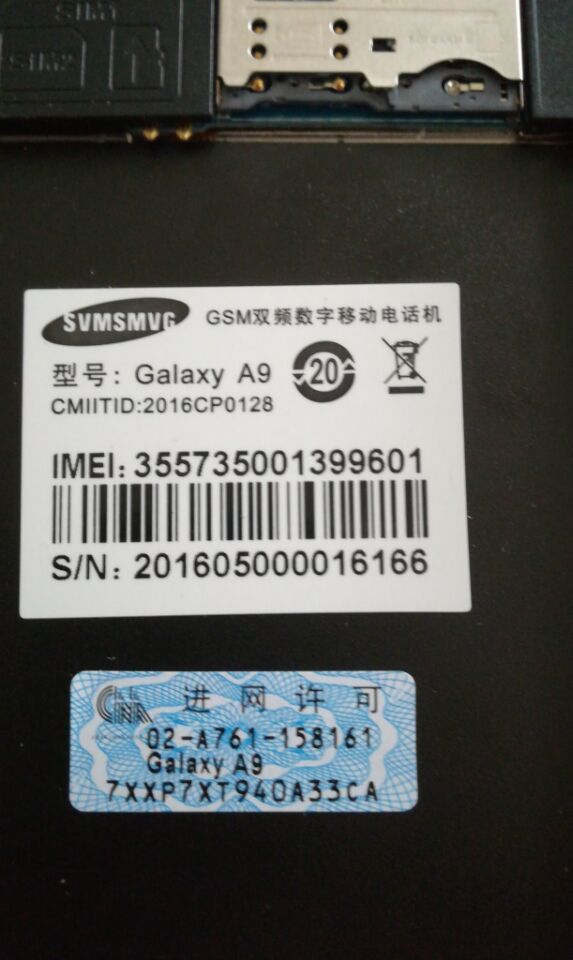 SIM1
SIM2
SVMSMVG GSM双频数字移动电话机
型号: Galaxy A9 20
CMIITID:2016CP0128
IMEI: 355735001399601
S/N: 201605000016166
进网许可
02-A761-158161
Galaxy A9
7XXP7XT940A33CA